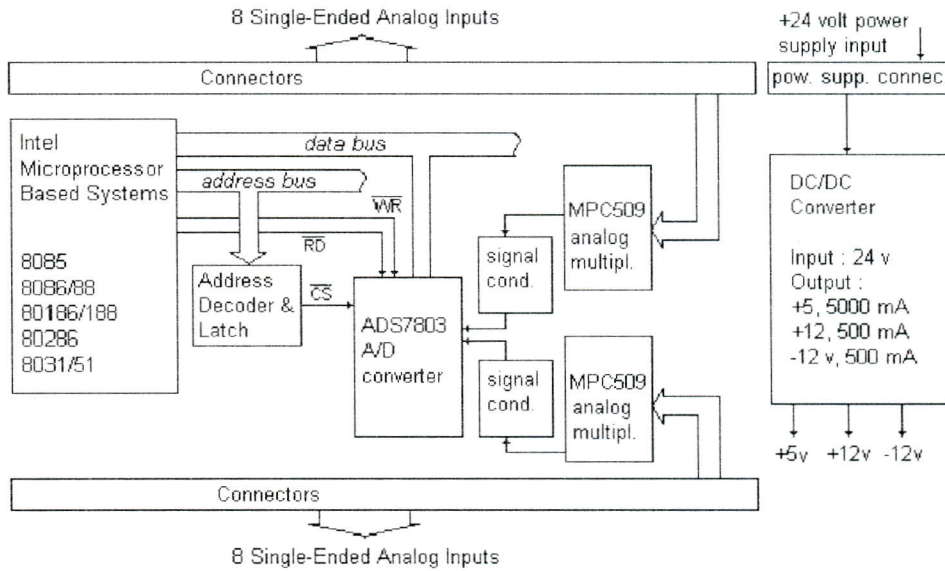 8 Single-Ended Analog Inputs
+24 volt power
supply input
Connectors
pow. supp. connec
Intel
Microprocessor
Based Systems
8085
8086/88
80186/188
80286
8031/51
data bus
address bus
WR
RD
Address
Decoder &
Latch
CS
ADS7803
A/D
converter
signal
cond.
MPC509
analog
multipl.
signal
cond.
MPC509
analog
multipl.
DC/DC
Converter
Input : 24 v
Output :
+5, 5000 mA
+12, 500 mA
-12 v, 500 mA
+5v
+12v
-12v
Connectors
8 Single-Ended Analog Inputs